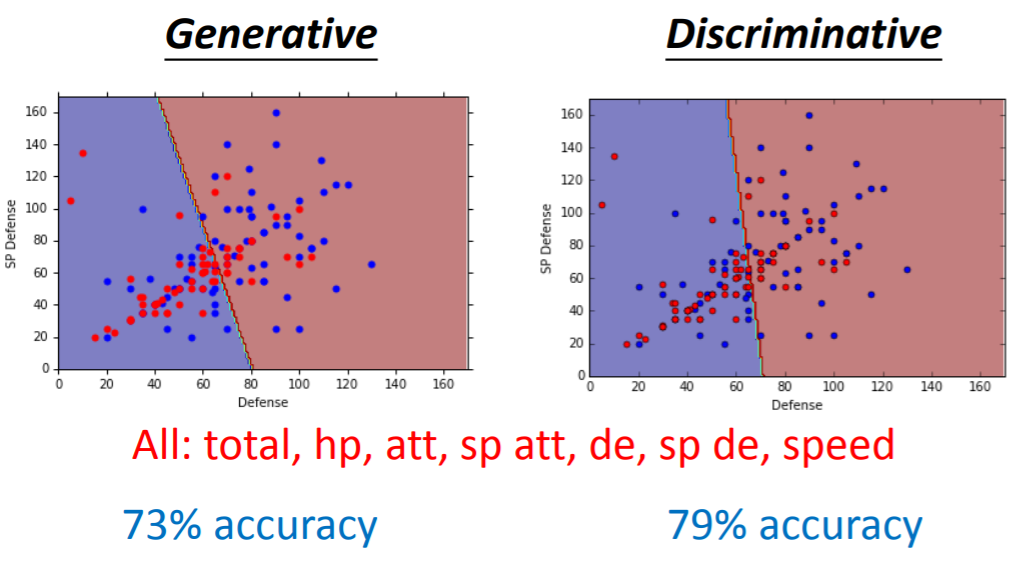 Generative
Discriminative
160
140
120
100
80
60
40
20
0
SP Defense
0 20 40 60 80 100 120 140 160
Defense
160
140
120
100
80
60
40
20
0
SP Defense
0 20 40 60 80 100 120 140 160
Defense
All: total, hp, att, sp att, de, sp de, speed
73% accuracy
79% accuracy